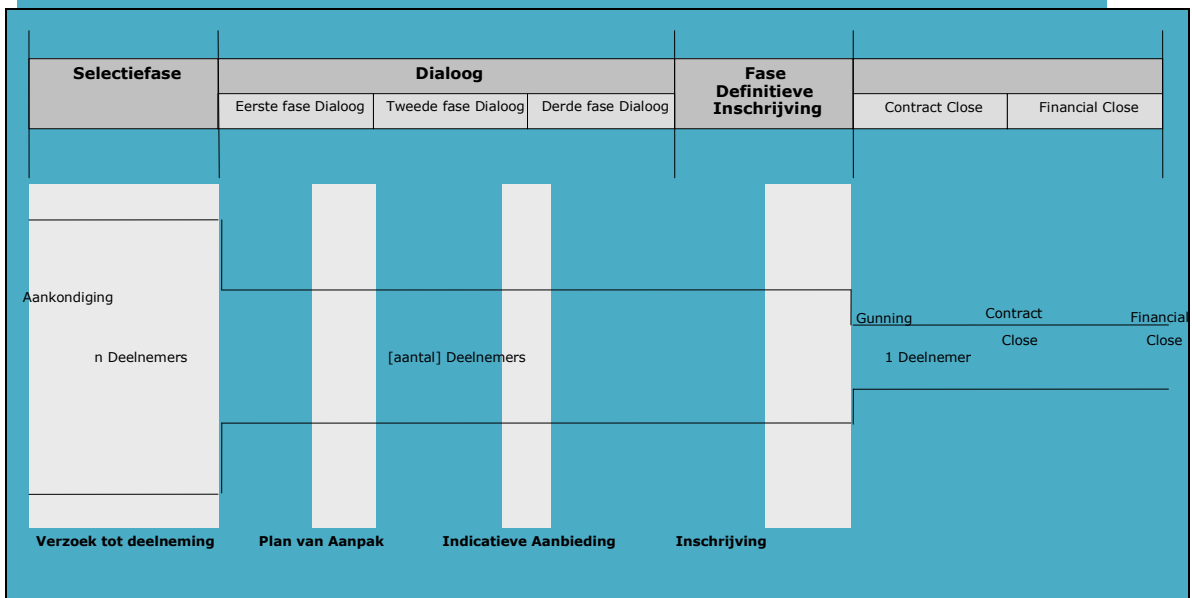 Selectiefase
Dialoog
Fase
Definitieve
Inschrijving
Eerste fase Dialoog
Tweede fase Dialoog
Derde fase Dialoog
Contract Close
Financial Close
Aankondiging
n Deelnemers
[aantal] Deelnemers
Gunning
Contract
Close
Financial
Close
1 Deelnemer
Verzoek tot deelneming
Plan van Aanpak
Indicatieve Aanbieding
Inschrijving